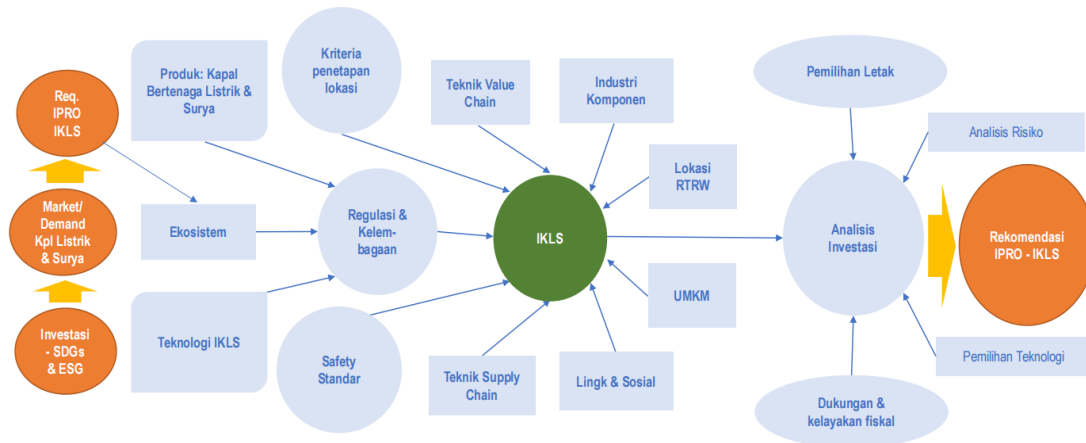 Req.
IPRO
IKLS
Market/
Demand
Kpl Listrik
& Surya
Investasi
- SDGs
& ESG
Produk: Kapal
Bertenaga Listrik &
Surya
Ekosistem
Teknologi IKLS
Kriteria
penetapan
lokasi
Regulasi &
Kelem-
bagaan
Safety
Standar
Teknik Value
Chain
Industri
Komponen
Lokasi
RTRW
IKLS
UMKM
Teknik Supply
Chain
Lingk & Sosial
Pemilihan Letak
Analisis Risiko
Analisis
Investasi
Rekomendasi
IPRO - IKLS
Pemilihan Teknologi
Dukungan &
kelayakan fiskal